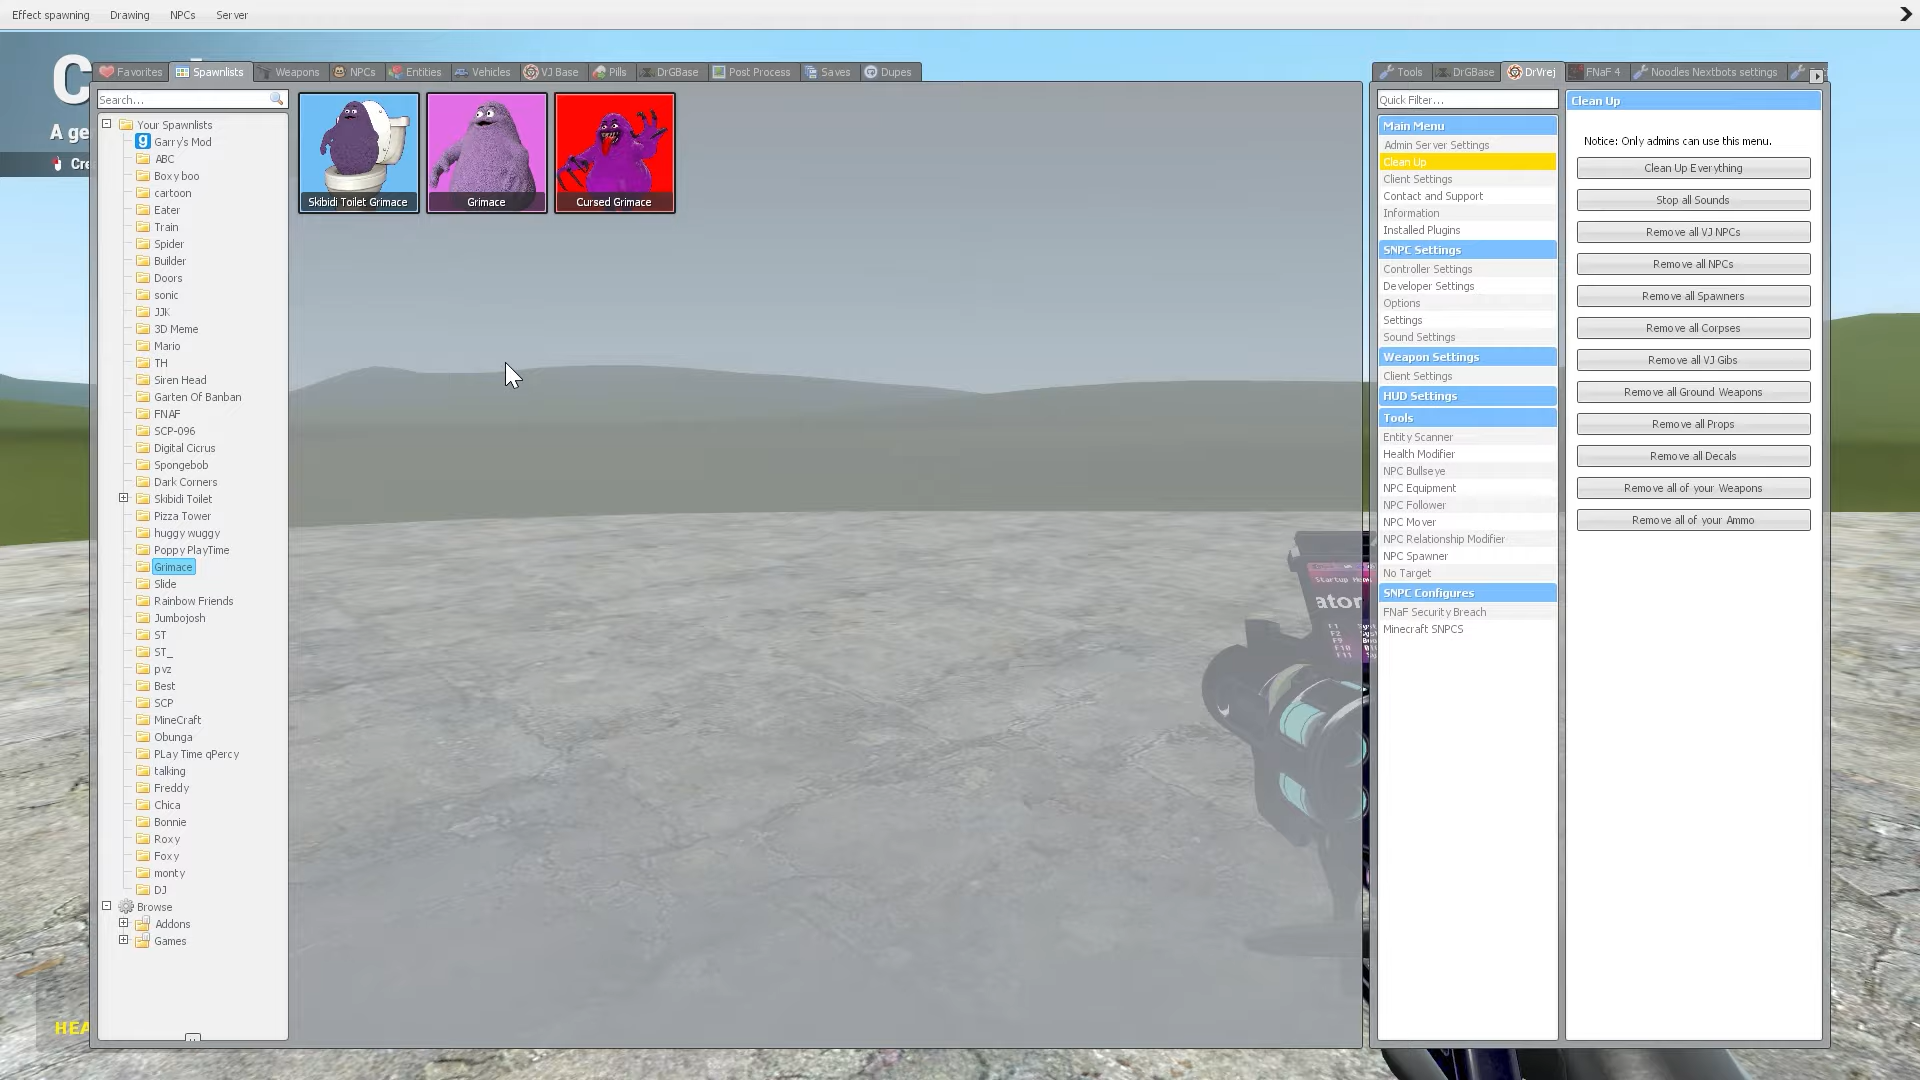 Effect spawning Drawing NPCs Server
C
A ge
Cre
Favorites Spawnlists Weapons NPCs Entities Vehicles VJ Base Pills DrGBase Post Process Saves Dupes
Search...
Your Spawnlists
Garry's Mod
ABC
Boxy boo
cartoon
Eater
Train
Spider
Builder
Doors
sonic
JJK
3D Meme
Mario
TH
Siren Head
Garten Of Banban
FNAF
SCP-096
Digital Cicrus
Spongebob
Dark Corners
Skibidi Toilet
Pizza Tower
huggy wuggy
Poppy PlayTime
Grimace
Slide
Rainbow Friends
Jumbojosh
ST
ST_
pvz
Best
SCP
MineCraft
Obunga
PLay Time qPercy
talking
Freddy
Chica
Bonnie
Roxy
Foxy
monty
DJ
Browse
Addons
Games
HEA
Skibidi Toilet Grimace
Grimace
Cursed Grimace
Startup
ator
F1
F2
F9
F10
F11
Tools DrGBase DrVrej FNaF 4 Noodles Nextbots settings
Quick Filter...
Main Menu
Admin Server Settings
Clean Up
Client Settings
Contact and Support
Information
Installed Plugins
SNPC Settings
Controller Settings
Developer Settings
Options
Settings
Sound Settings
Weapon Settings
Client Settings
HUD Settings
Tools
Entity Scanner
Health Modifier
NPC Bullseye
NPC Equipment
NPC Follower
NPC Mover
NPC Relationship Modifier
NPC Spawner
No Target
SNPC Configures
FNaF Security Breach
Minecraft SNPCS
Clean Up
Notice: Only admins can use this menu.
Clean Up Everything
Stop all Sounds
Remove all VJ NPCs
Remove all NPCs
Remove all Spawners
Remove all Corpses
Remove all VJ Gibs
Remove all Ground Weapons
Remove all Props
Remove all Decals
Remove all of your Weapons
Remove all of your Ammo